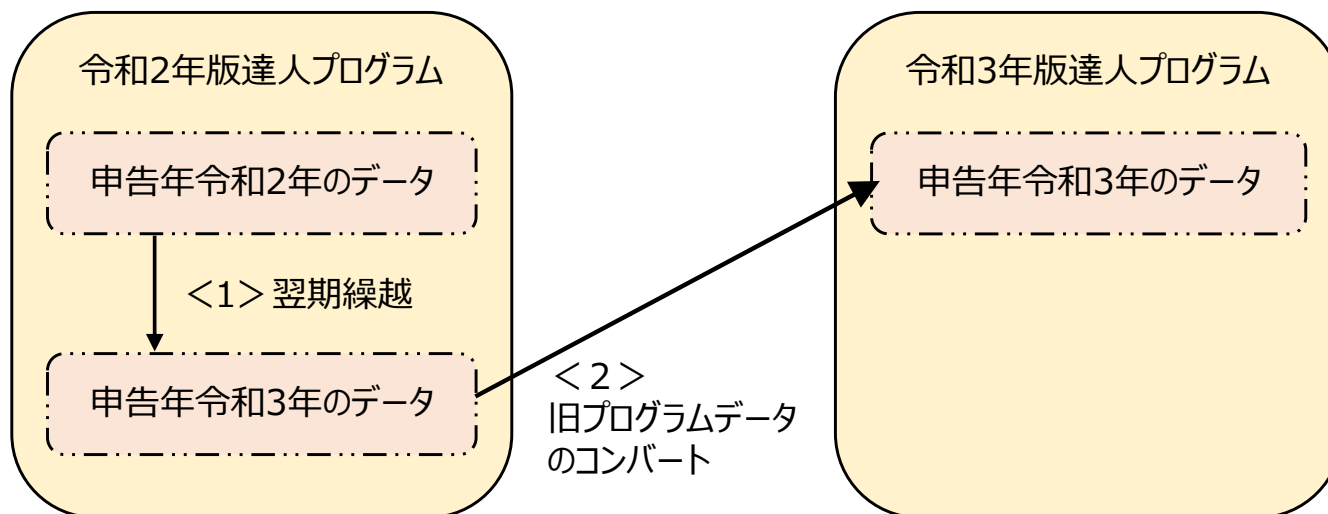 令和2年版達人プログラム
申告年令和2年のデータ
＜1＞翌期繰越
申告年令和3年のデータ
＜２＞
旧プログラムデータ
のコンバート
令和3年版達人プログラム
申告年令和3年のデータ